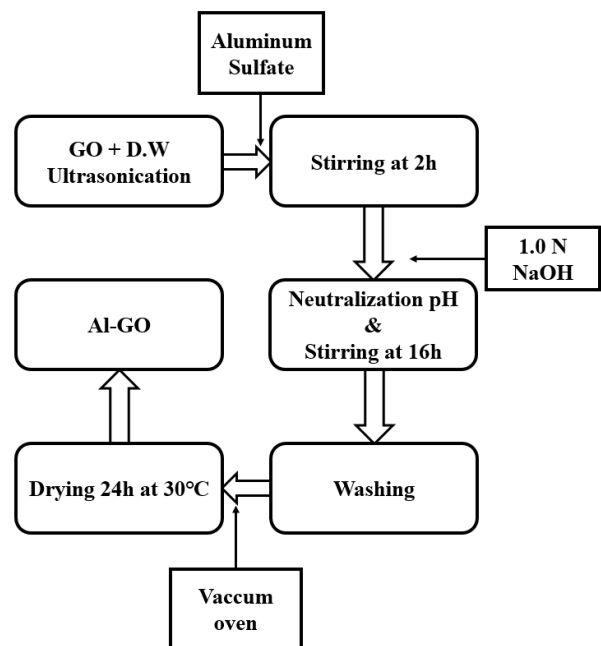 Aluminum
Sulfate
GO + D.W
Ultrasonication
Stirring at 2h
1.0 N
NaOH
Neutralization pH
&
Stirring at 16h
Al-GO
Drying 24h at 30°C
Washing
Vaccum
oven